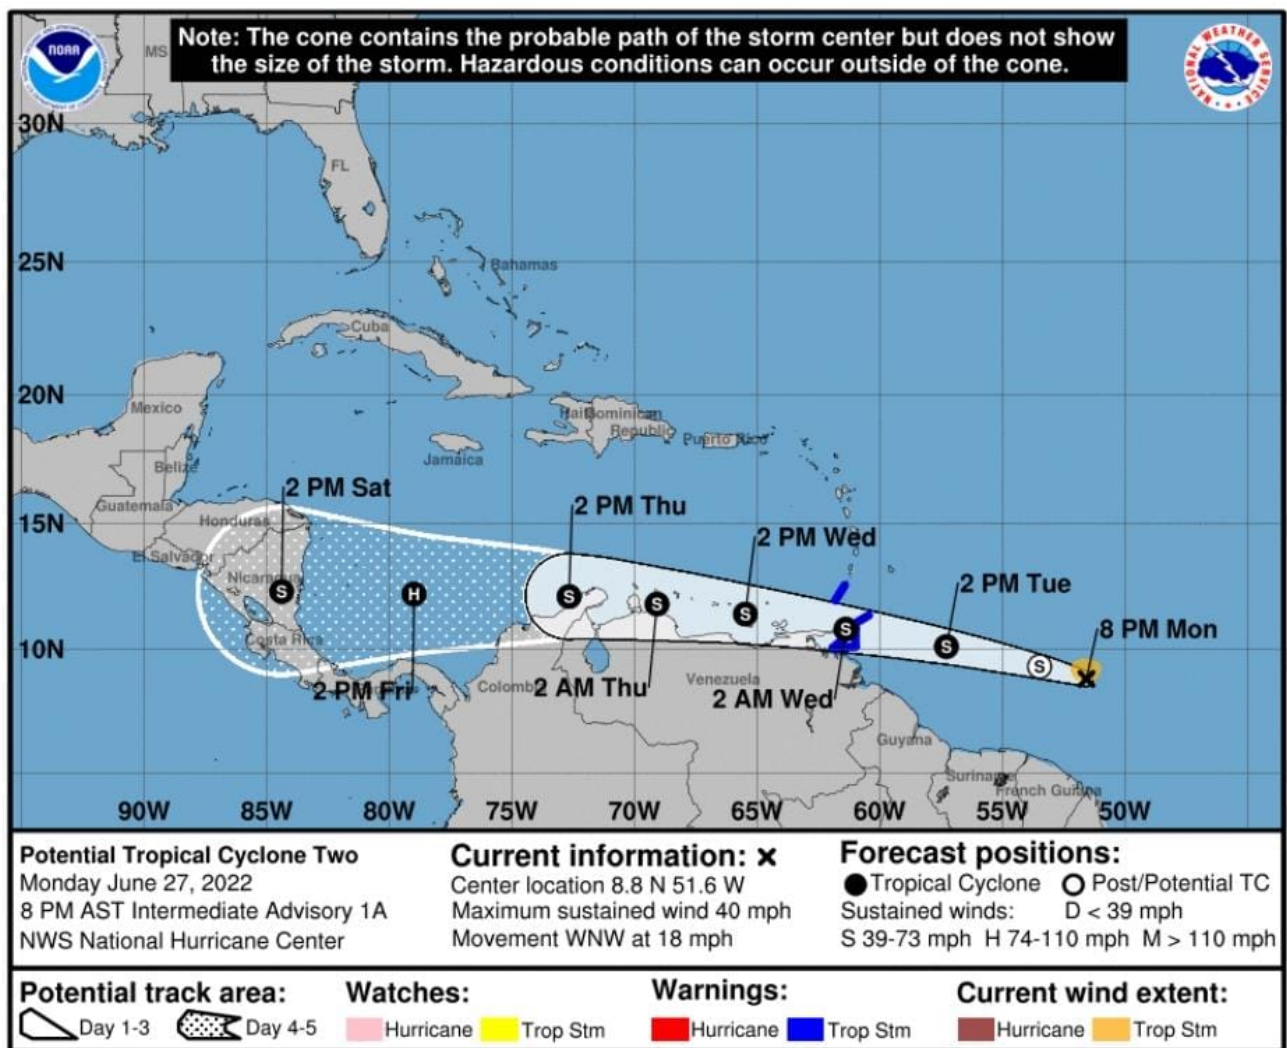 Note: The cone contains the probable path of the storm center but does not show
the size of the storm. Hazardous conditions can occur outside of the cone.
NOAA
NATIONAL WEATHER SERVICE
MS
30N
FL
25N
Bahamas
Cuba
20N
Mexico
Haiti
Dominican
Republic
Puerto Rico
Jamaica
Belize
2 PM Sat
2 PM Thu
Guatemala
15N
Honduras
2 PM Wed
El Salvador
Nicaragua
2 PM Tue
S
H
S
S
S
S
S
S
8 PM Mon
Costa Rica
10N
2 PM Fri
Colombia
2 AM Thu
Venezuela
2 AM Wed
Guyana
Suriname
French Guiana
90W 85W 80W 75W 70W 65W 60W 55W 50W
Potential Tropical Cyclone Two
Monday June 27, 2022
8 PM AST Intermediate Advisory 1A
NWS National Hurricane Center
Current information: x
Center location 8.8 N 51.6 W
Maximum sustained wind 40 mph
Movement WNW at 18 mph
Forecast positions:
Tropical Cyclone Post/Potential TC
Sustained winds: D < 39 mph
S 39-73 mph H 74-110 mph M > 110 mph
Potential track area:
Day 1-3 Day 4-5
Watches:
Hurricane Trop Stm
Warnings:
Hurricane Trop Stm
Current wind extent:
Hurricane Trop Stm